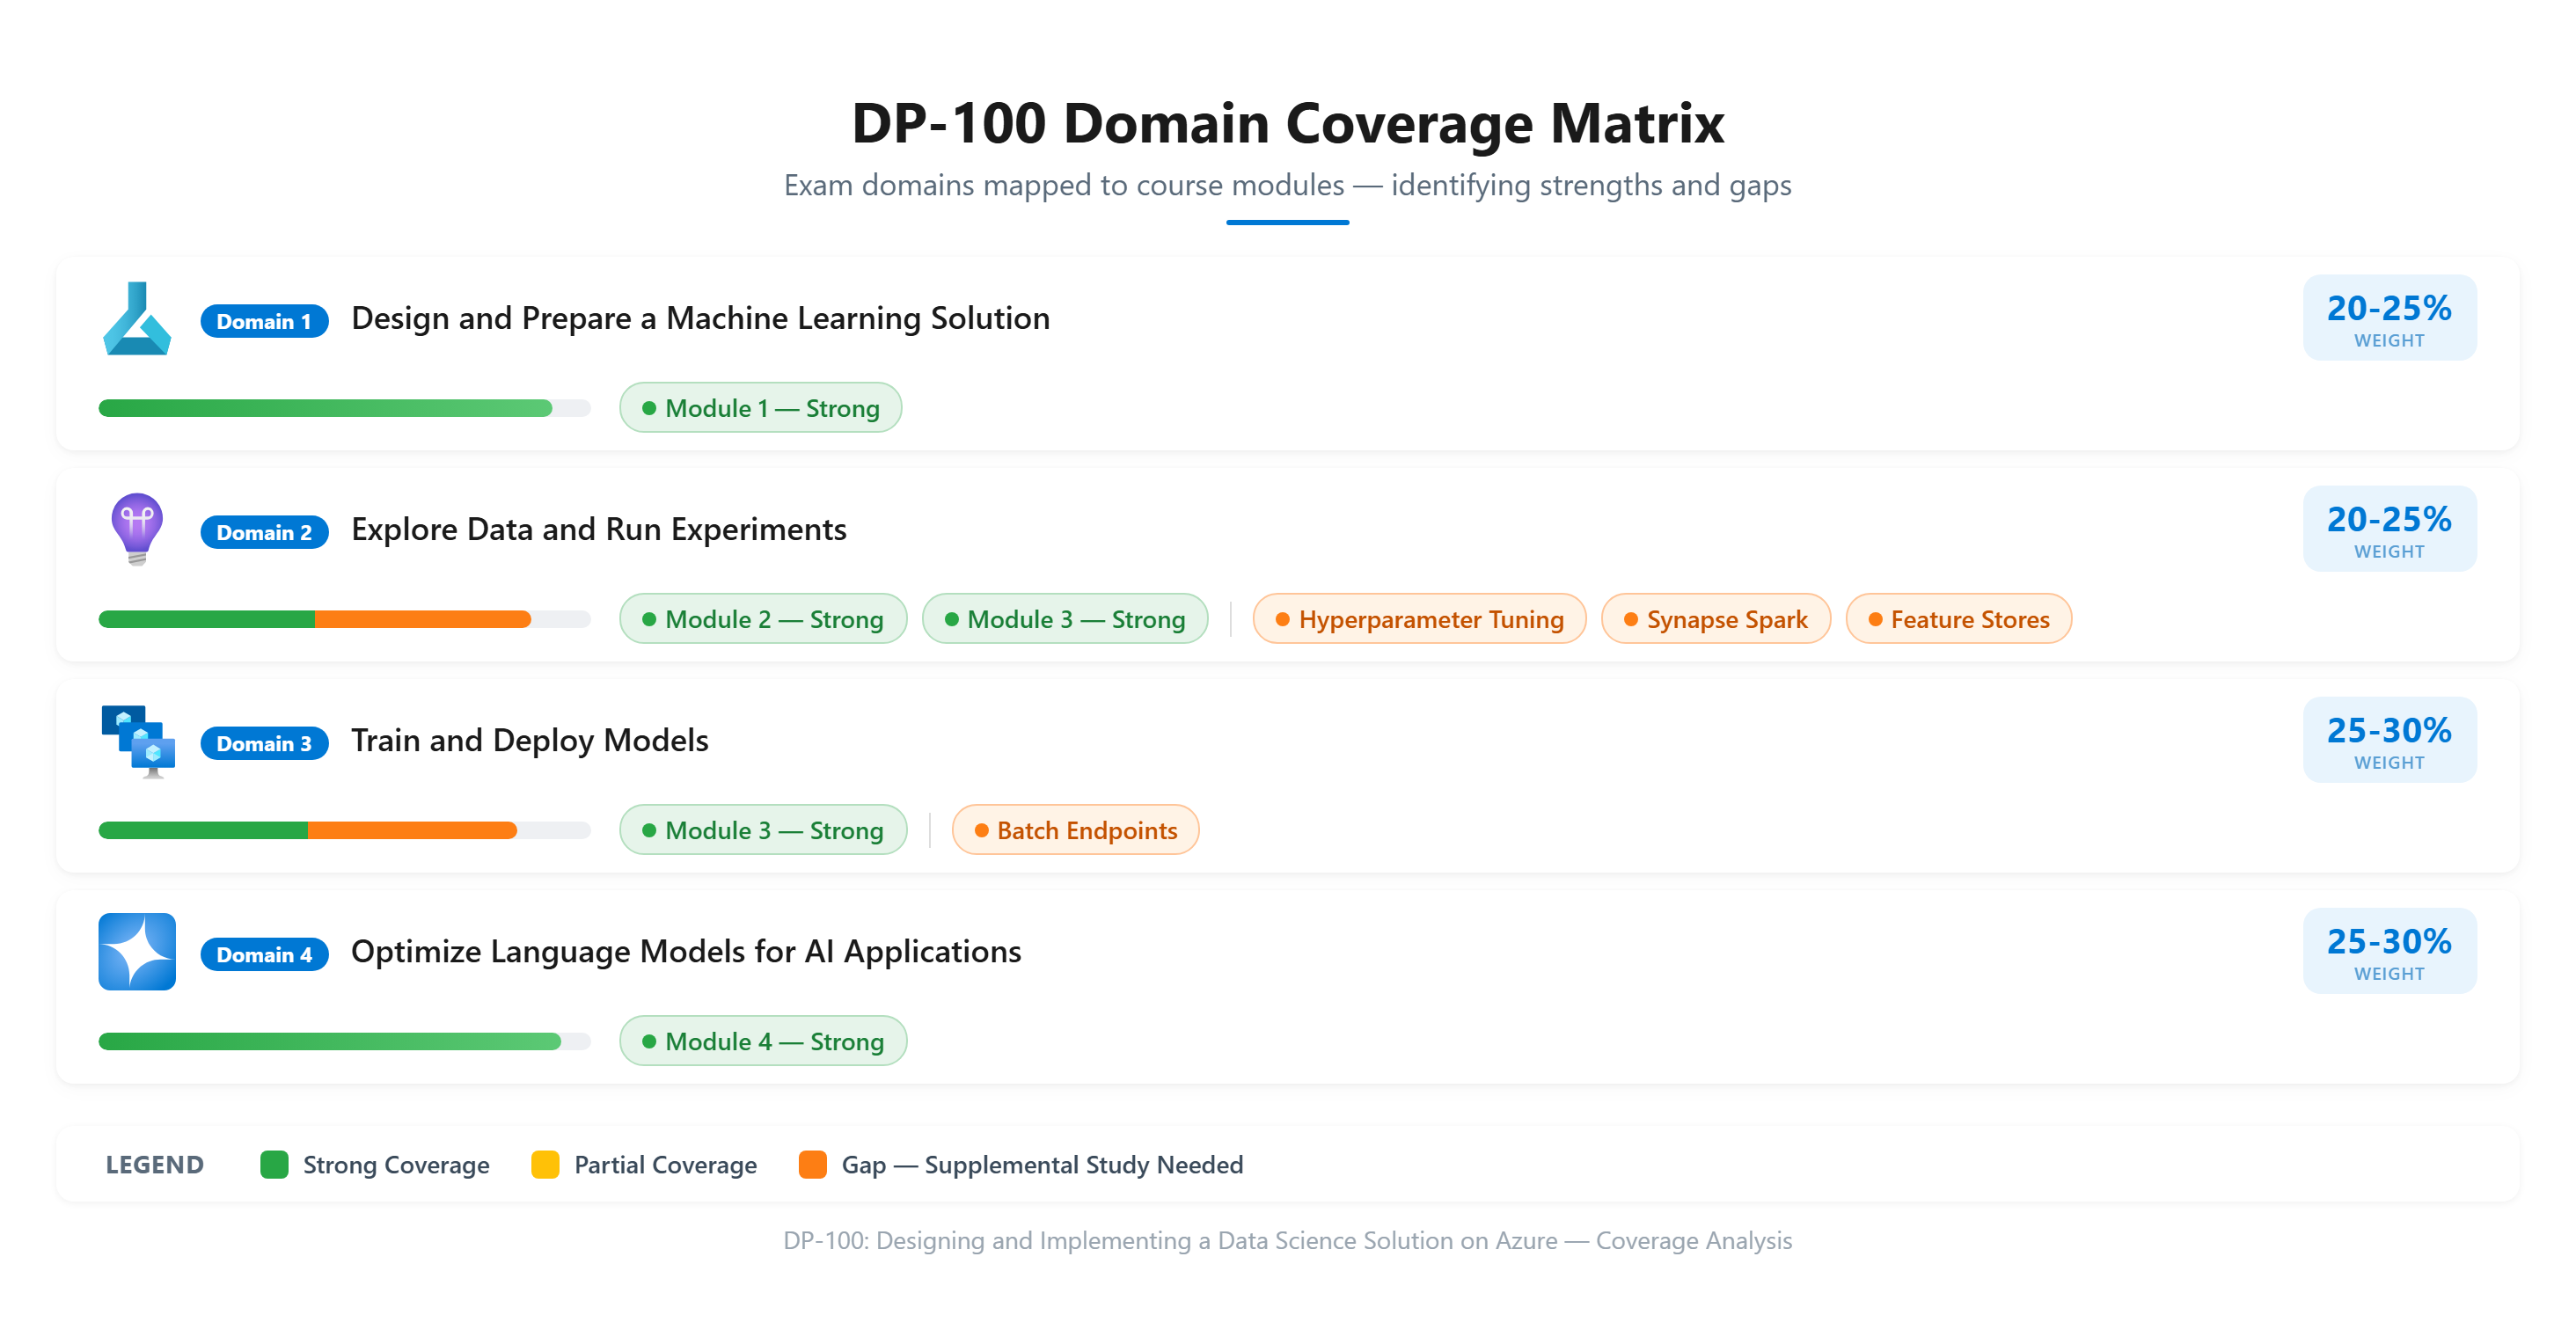 DP-100 Domain Coverage Matrix
Exam domains mapped to course modules — identifying strengths and gaps
Domain 1 Design and Prepare a Machine Learning Solution
20-25%
WEIGHT
Module 1 — Strong
Domain 2 Explore Data and Run Experiments
20-25%
WEIGHT
Module 2 — Strong Module 3 — Strong Hyperparameter Tuning Synapse Spark Feature Stores
Domain 3 Train and Deploy Models
25-30%
WEIGHT
Module 3 — Strong Batch Endpoints
Domain 4 Optimize Language Models for AI Applications
25-30%
WEIGHT
Module 4 — Strong
LEGEND Strong Coverage Partial Coverage Gap — Supplemental Study Needed
DP-100: Designing and Implementing a Data Science Solution on Azure — Coverage Analysis